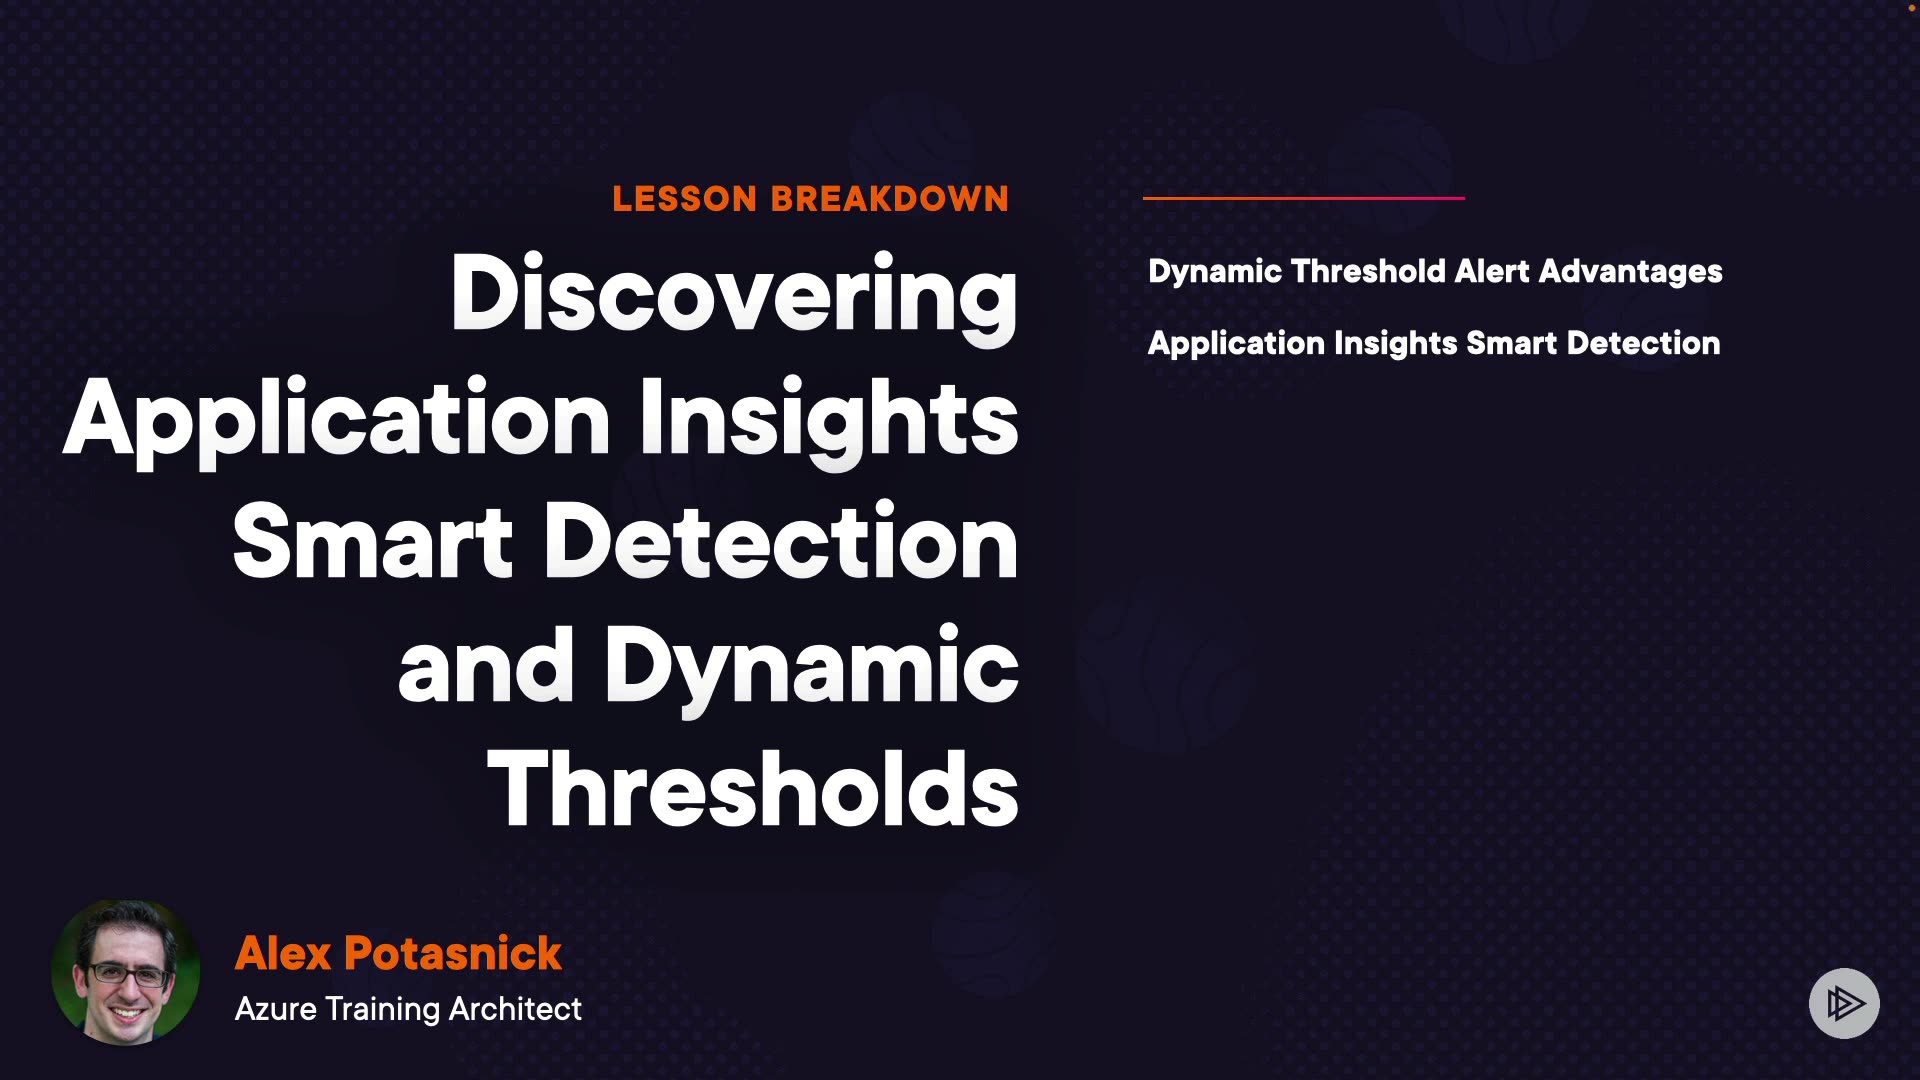 LESSON BREAKDOWN
Discovering
Application Insights
Smart Detection
and Dynamic
Thresholds
Dynamic Threshold Alert Advantages
Application Insights Smart Detection
Alex Potasnick
Azure Training Architect